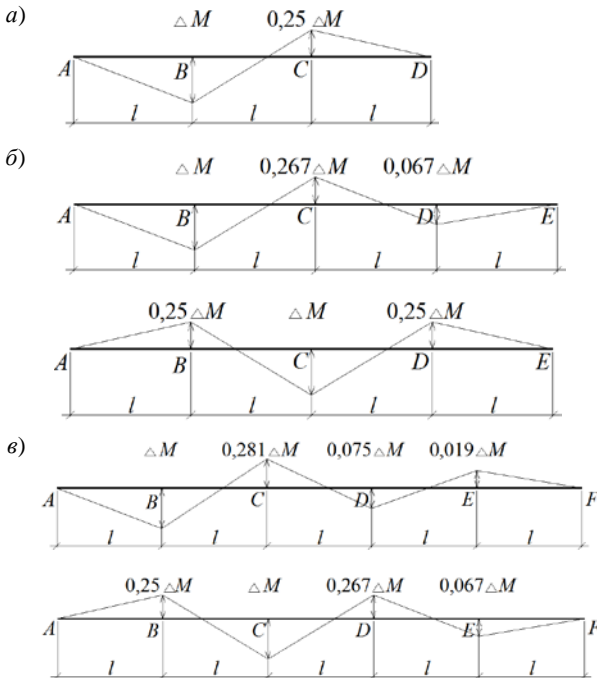 а)
△M 0,25△M
A B C D
l l l
б)
△M 0,267△M 0,067△M
A B C D E
l l l l
0,25△M △M 0,25△M
A B C D E
l l l l
в)
△M 0,281△M 0,075△M 0,019△M
A B C D E F
l l l l l
0,25△M △M 0,267△M 0,067△M
A B C D E F
l l l l l